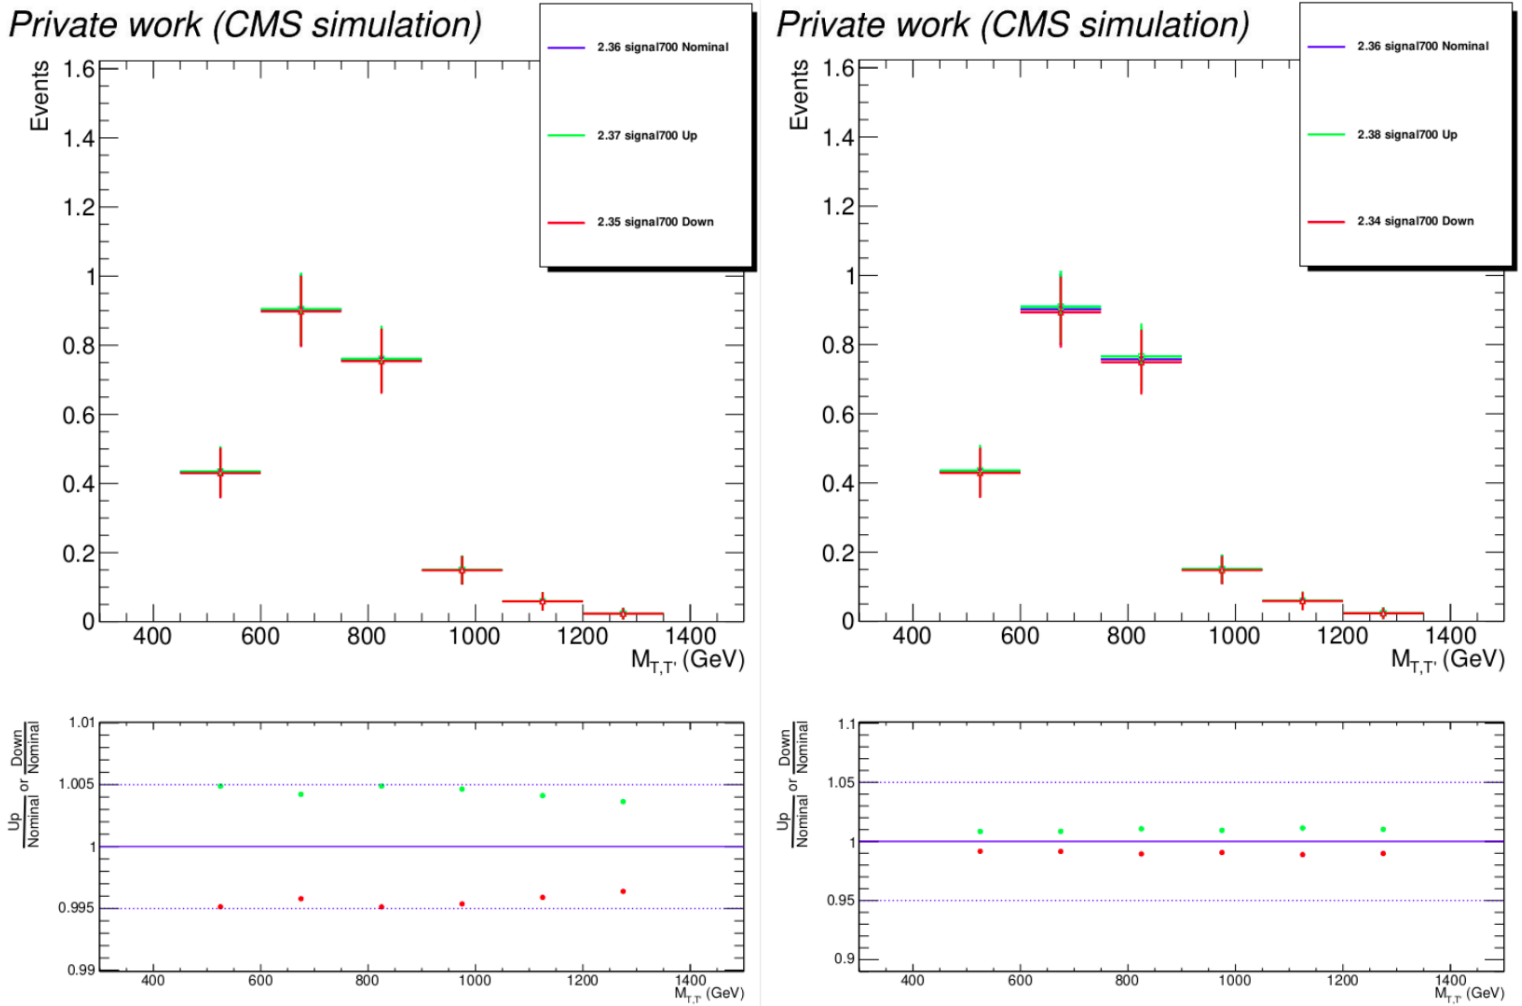 Private work (CMS simulation)
2.36 signal700 Nominal
2.37 signal700 Up
2.35 signal700 Down
Events
1.6
1.4
1.2
1
0.8
0.6
0.4
0.2
0
400 600 800 1000 1200 1400
M_T,T' (GeV)
Up/Nominal or Down/Nominal
1.01
1.005
1
0.995
0.99
400 600 800 1000 1200 1400
M_T,T' (GeV)
Private work (CMS simulation)
2.36 signal700 Nominal
2.38 signal700 Up
2.34 signal700 Down
Events
1.6
1.4
1.2
1
0.8
0.6
0.4
0.2
0
400 600 800 1000 1200 1400
M_T,T' (GeV)
Up/Nominal or Down/Nominal
1.1
1.05
1
0.95
0.9
400 600 800 1000 1200 1400
M_T,T' (GeV)